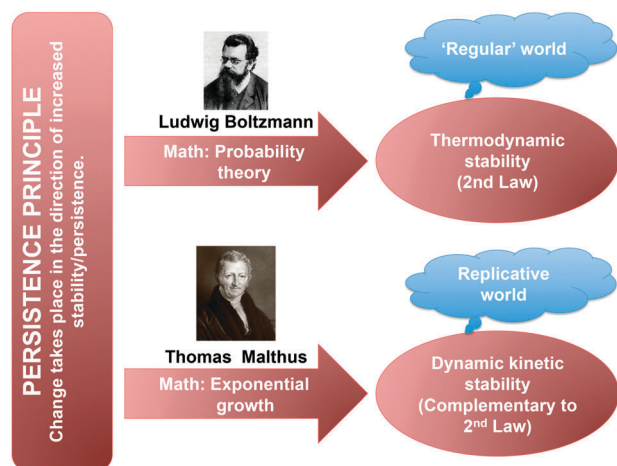 PERSISTENCE PRINCIPLE
Change takes place in the direction of increased
stability/persistence.
Ludwig Boltzmann
Math: Probability
theory
'Regular' world
Thermodynamic
stability
(2nd Law)
Thomas Malthus
Math: Exponential
growth
Replicative
world
Dynamic kinetic
stability
(Complementary to
2nd Law)